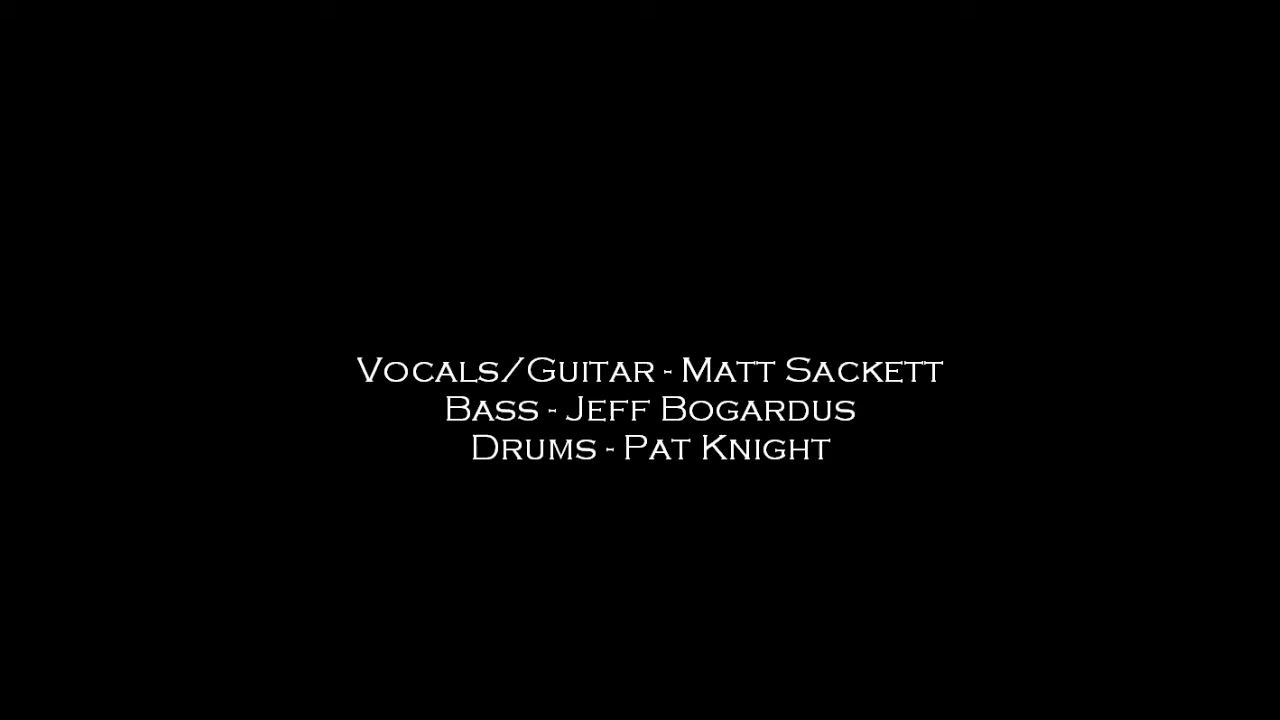 Vocals/Guitar - Matt Sackett
Bass - Jeff Bogardus
Drums - Pat Knight